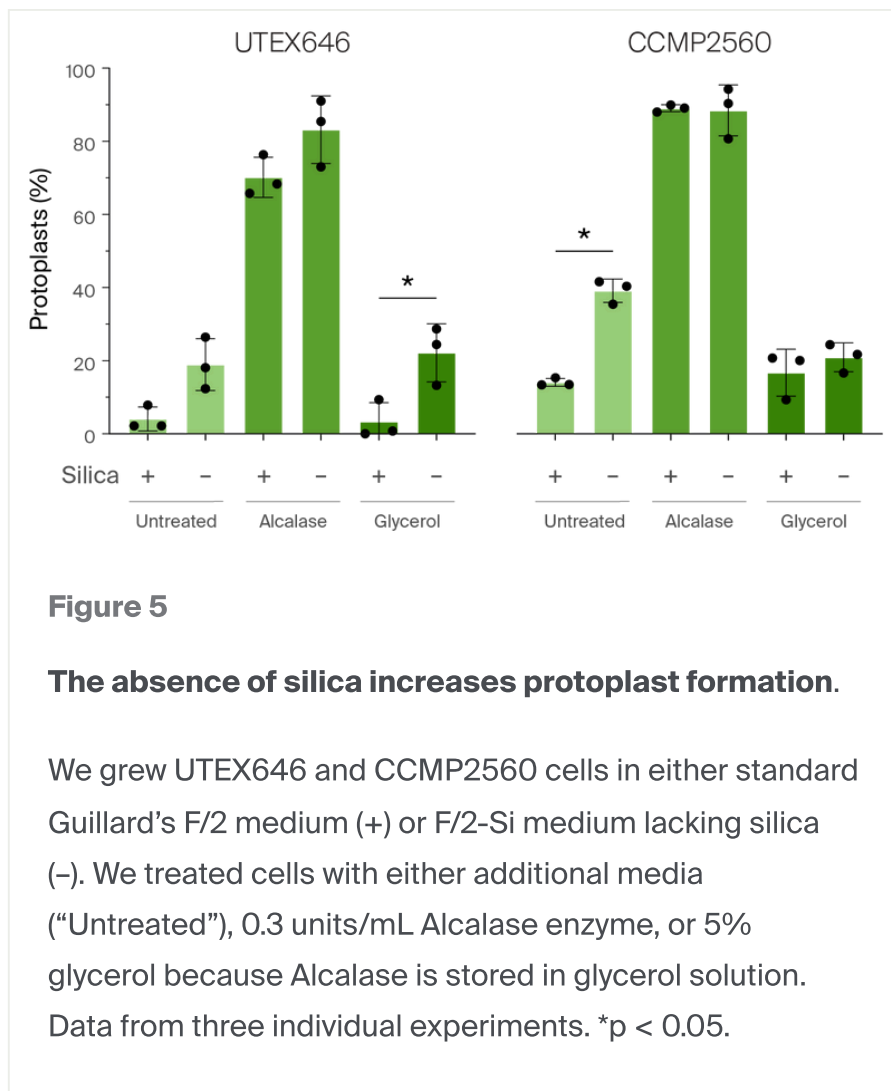 UTEX646
CCMP2560
Protoplasts (%)
100
80
60
40
20
0
*
*
Silica + − + − + − + − + − + −
Untreated Alcalase Glycerol Untreated Alcalase Glycerol
Figure 5
The absence of silica increases protoplast formation.
We grew UTEX646 and CCMP2560 cells in either standard
Guillard’s F/2 medium (+) or F/2-Si medium lacking silica
(–). We treated cells with either additional media
(“Untreated”), 0.3 units/mL Alcalase enzyme, or 5%
glycerol because Alcalase is stored in glycerol solution.
Data from three individual experiments. *p < 0.05.